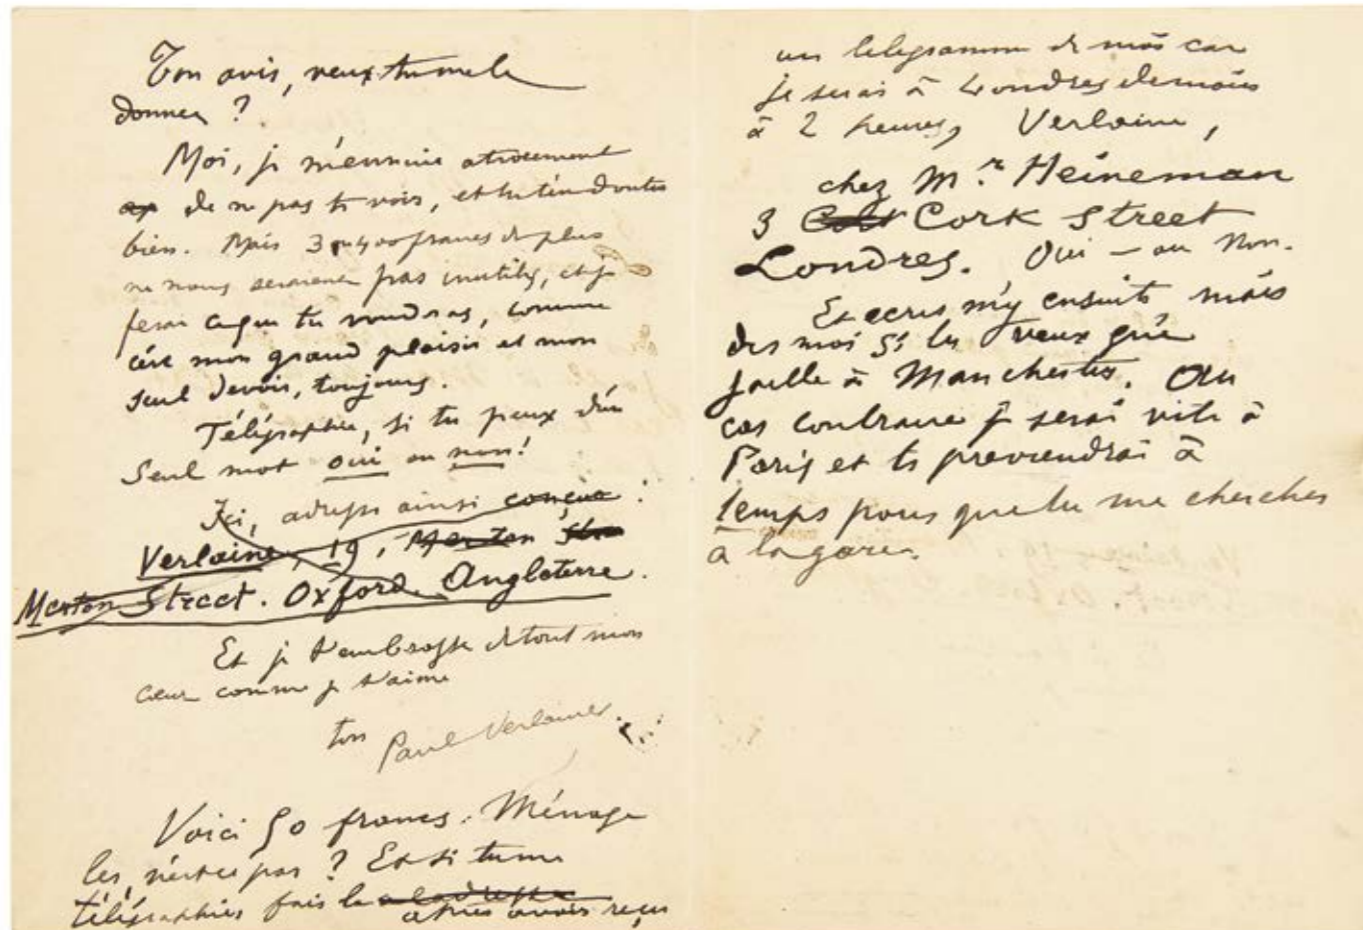 Ton avis, veux-tu me le
donner ?
Moi, je m'ennuie atrocement
de ne pas te voir, et tu t'en doutes
bien. Mais 3 ou 400 francs de plus
ne nous seraient pas inutiles, et je
ferai ce que tu voudras, comme
c'est mon grand plaisir et mon
seul devoir, toujours.
Télégraphie, si tu peux d'un
seul mot oui ou non !
Ici, adresse ainsi conçue :
Verlaine, 19, Merton Str
Merton Street. Oxford. Angleterre.
Et je t'embrasse de tout mon
cœur comme je t'aime
ton Paul Verlaine.
Voici 50 francs. Ménage
les, n'est-ce pas ? Et si tu me
télégraphies fais le à l'adresse après avoir reçu
un télégramme de moi car
je serai à Londres demain
à 2 heures, Verlaine,
chez Mr. Heineman
3 Cork Street
Londres. Oui — ou Non.
Et écris m'y ensuite mais
dis moi si tu veux que
j'aille à Manchester. Au
cas contraire je serai vite à
Paris et te préviendrai à
temps pour que tu me cherches
à la gare.